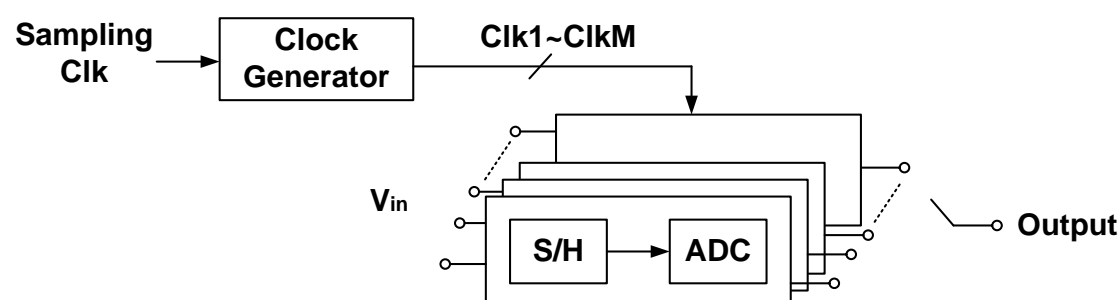 Sampling
Clk
Clock
Generator
Clk1~ClkM
Vin
S/H
ADC
Output